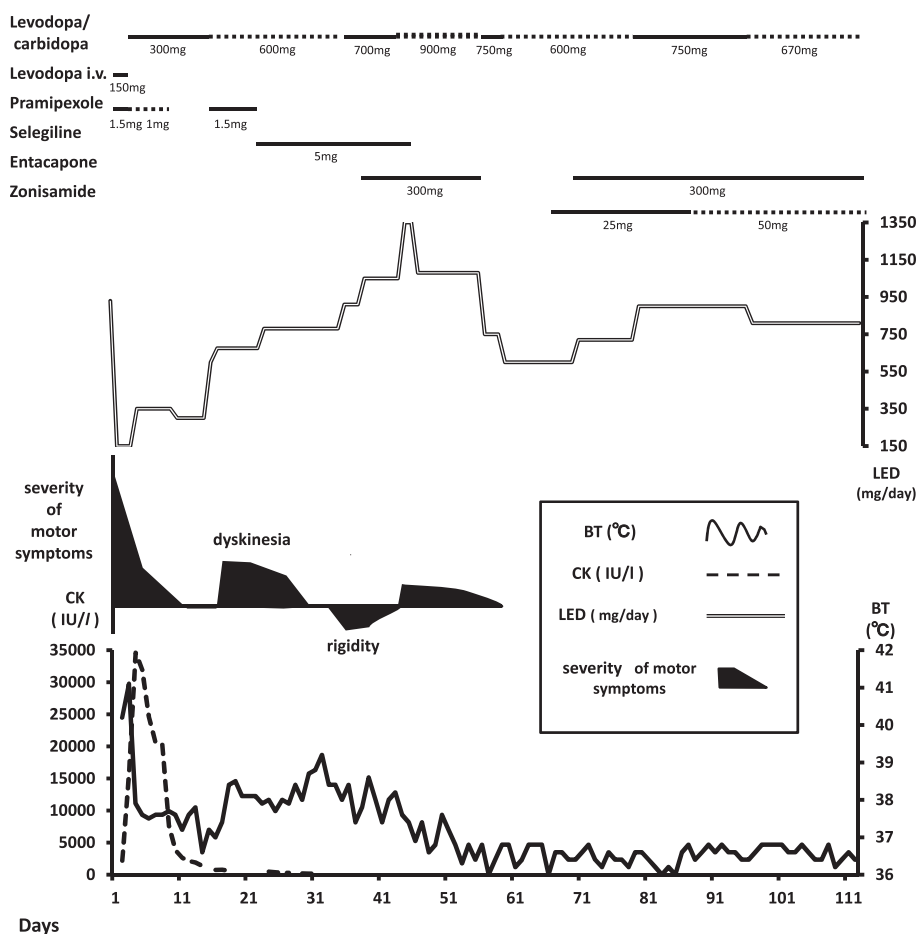 Levodopa/
carbidopa
300mg 600mg 700mg 900mg 750mg 600mg 750mg 670mg
Levodopa i.v.
150mg
Pramipexole
1.5mg 1mg 1.5mg
Selegiline
5mg
Entacapone
Zonisamide
300mg 300mg
25mg 50mg
1350
1150
950
750
550
350
150
LED
(mg/day)
severity
of
motor
symptoms
dyskinesia
rigidity
BT (℃)
CK ( IU/l )
LED ( mg/day )
severity of motor
symptoms
CK
( IU/l )
35000
30000
25000
20000
15000
10000
5000
0
BT
(℃)
42
41
40
39
38
37
36
1 11 21 31 41 51 61 71 81 91 101 111
Days